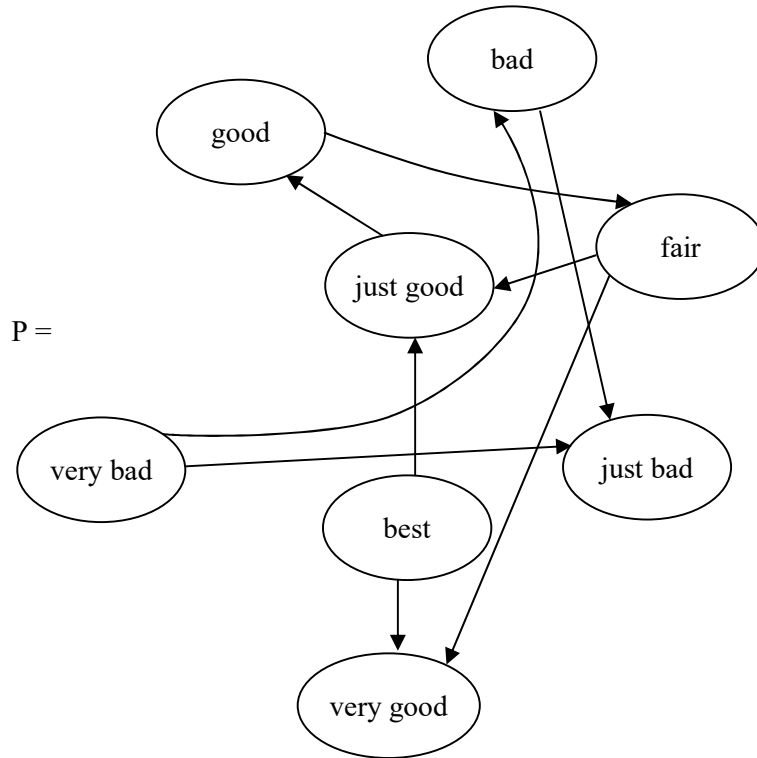 bad
good
fair
just good
P =
very bad
just bad
best
very good